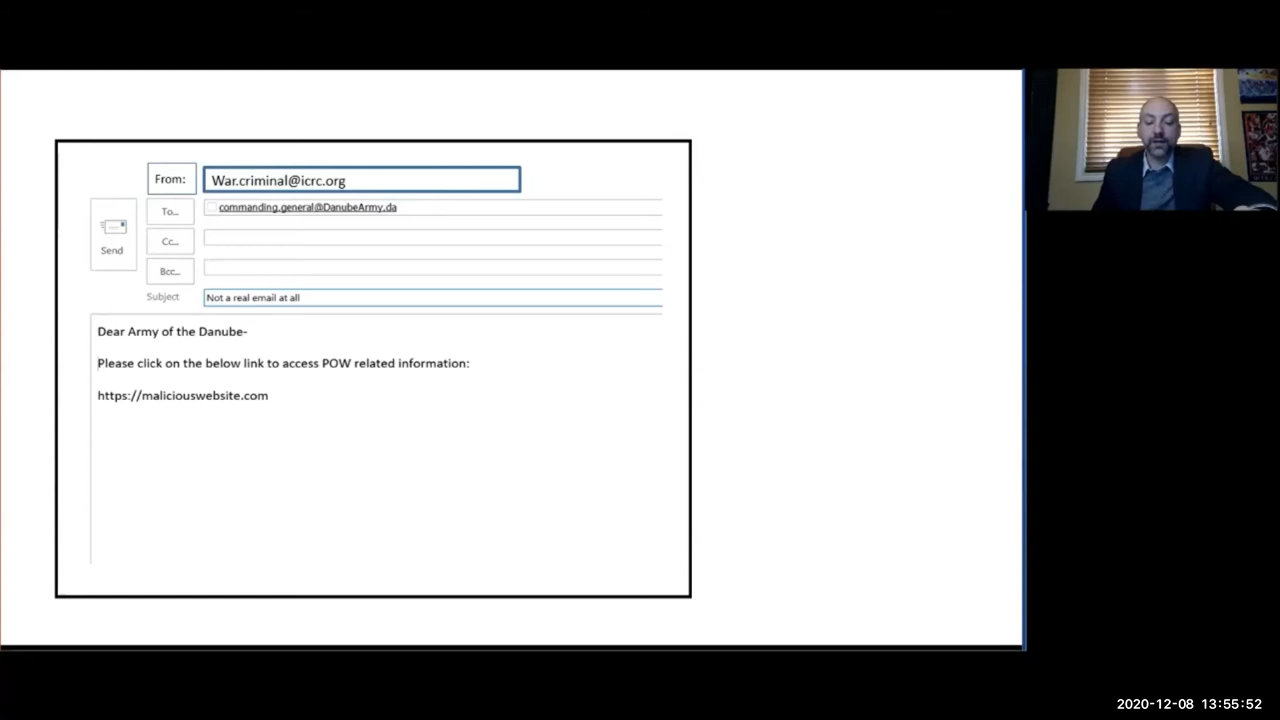 From:
War.criminal@icrc.org
To...
commanding.general@DanubeArmy.da
Send
Cc...
Bcc...
Subject
Not a real email at all
Dear Army of the Danube-
Please click on the below link to access POW related information:
https://maliciouswebsite.com
2020-12-08 13:55:52